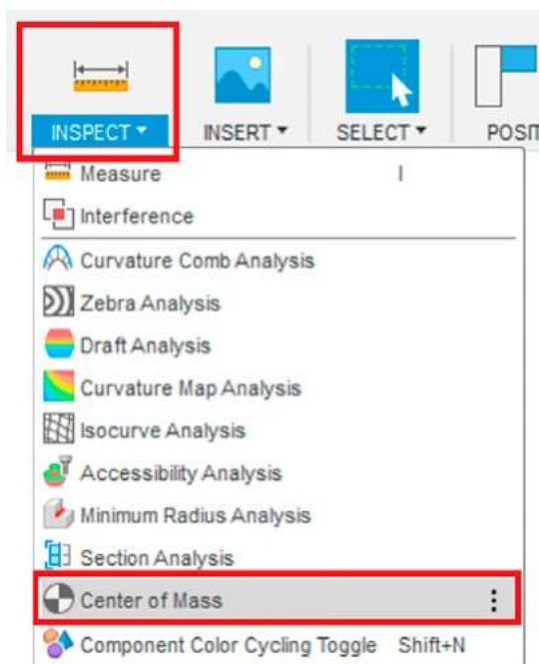 INSPECT INSERT SELECT POSIT
Measure I
Interference
Curvature Comb Analysis
Zebra Analysis
Draft Analysis
Curvature Map Analysis
Isocurve Analysis
Accessibility Analysis
Minimum Radius Analysis
Section Analysis
Center of Mass
Component Color Cycling Toggle Shift+N